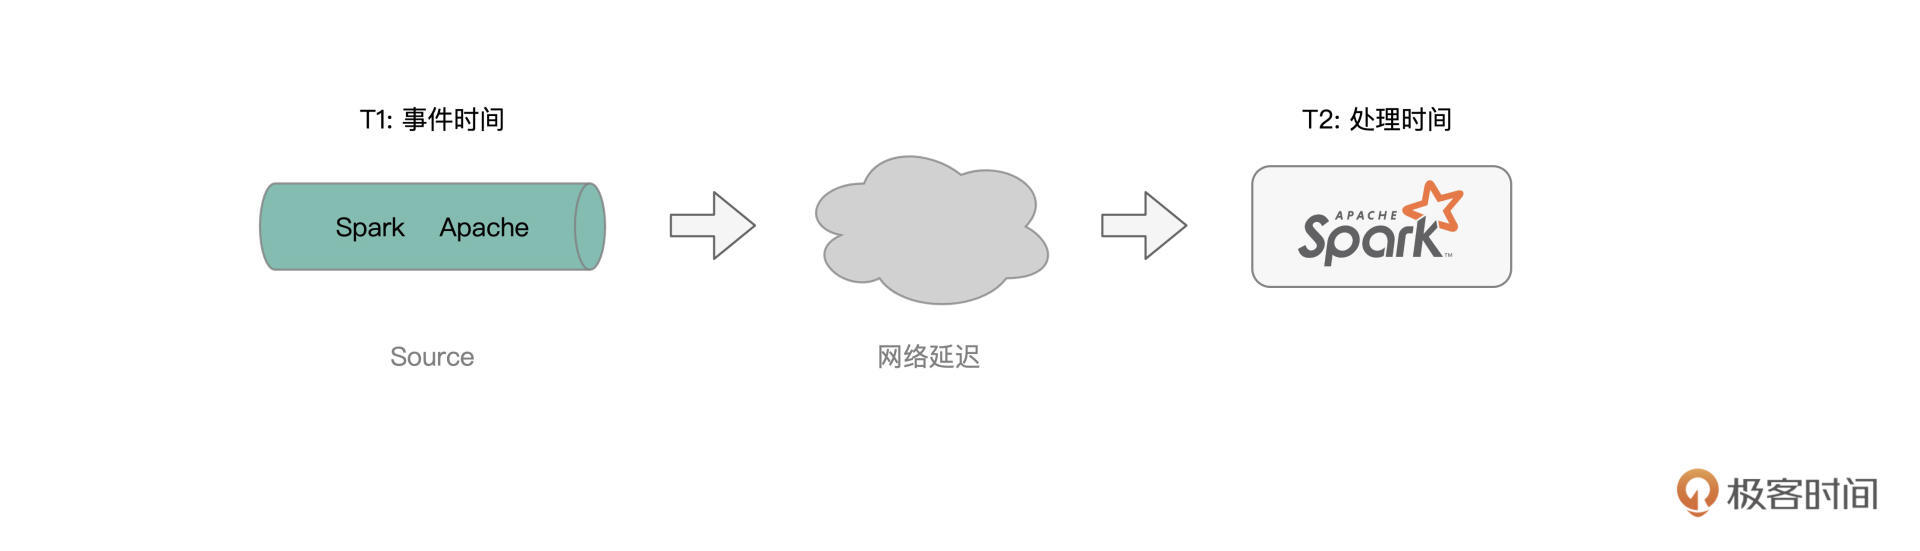 T1: 事件时间
T2: 处理时间
Spark Apache
APACHE
Spark™
Source
网络延迟
极客时间